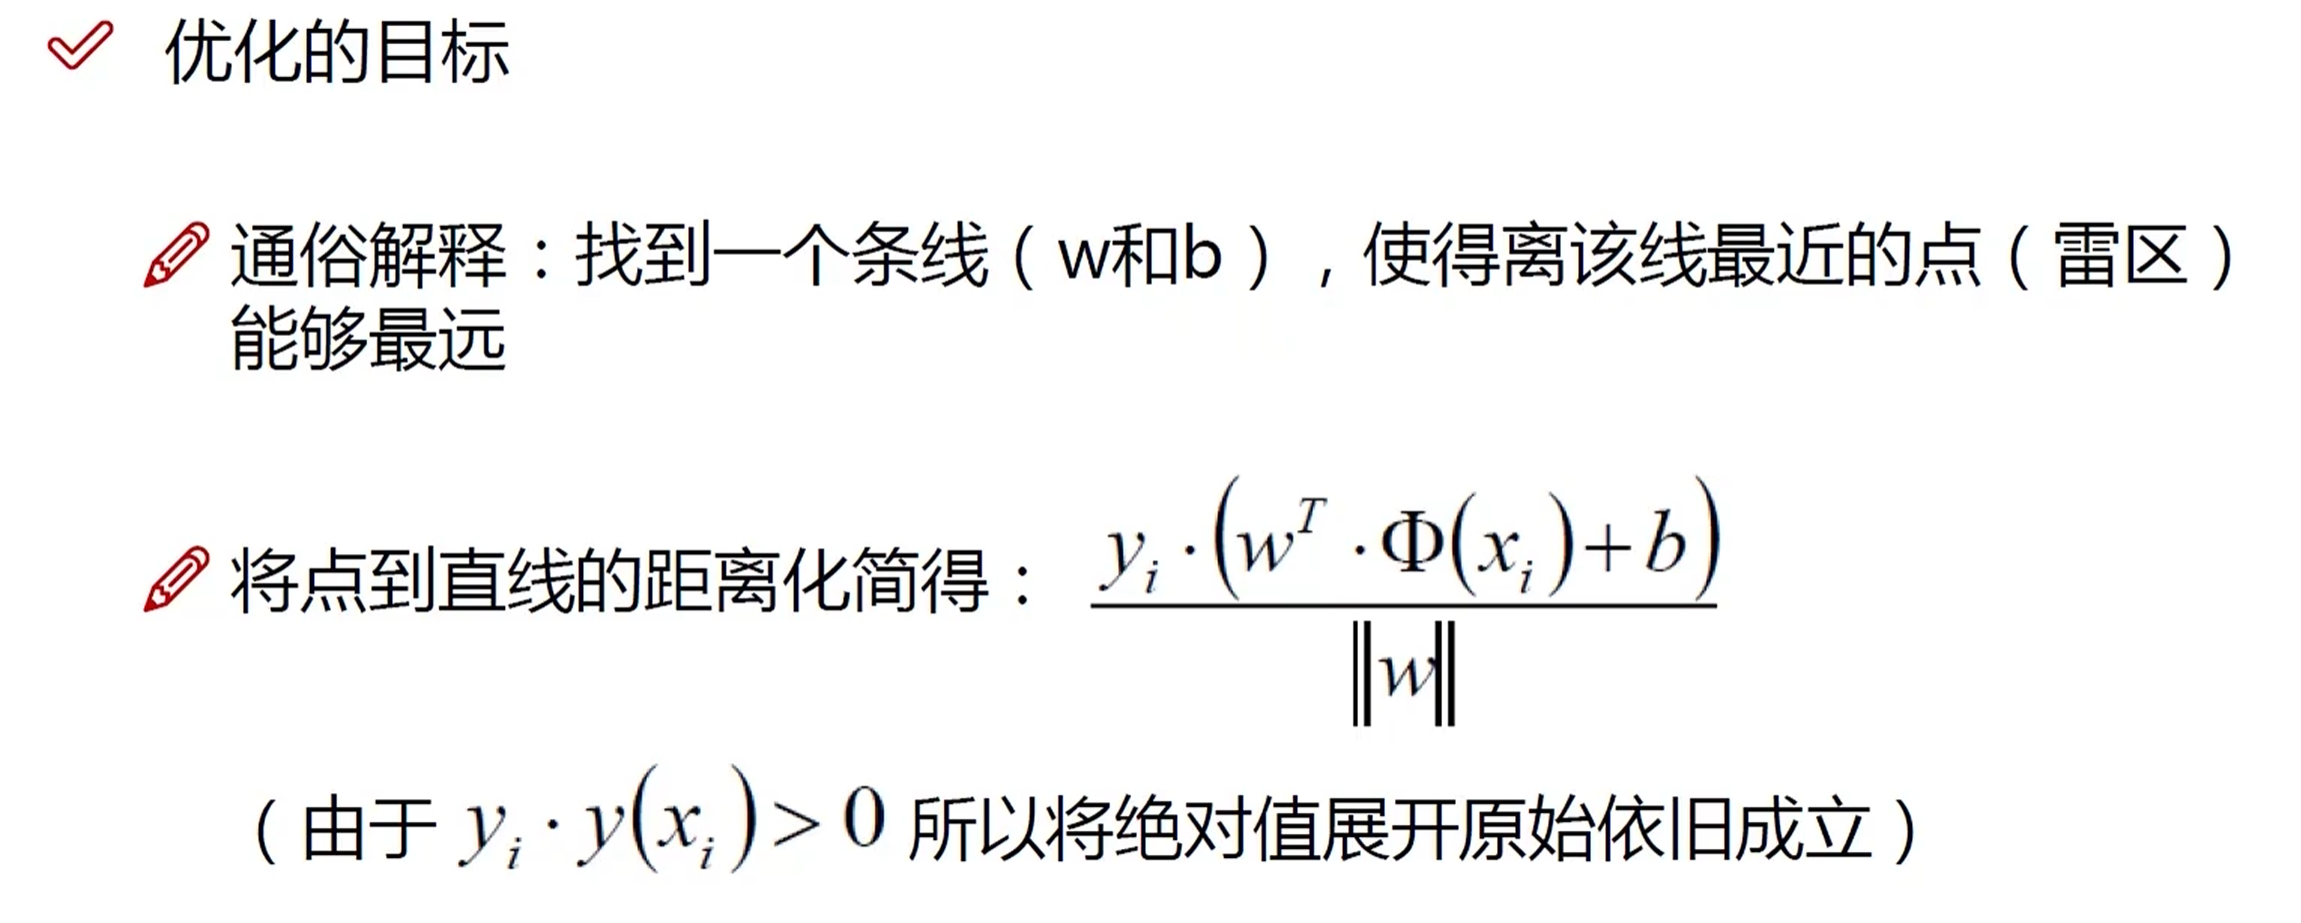 优化的目标
通俗解释：找到一个条线（w和b），使得离该线最近的点（雷区）
能够最远
将点到直线的距离化简得： \frac{y_i \cdot (w^T \cdot \Phi(x_i) + b)}{\|w\|}
（由于 y_i \cdot y(x_i) > 0 所以将绝对值展开原始依旧成立）